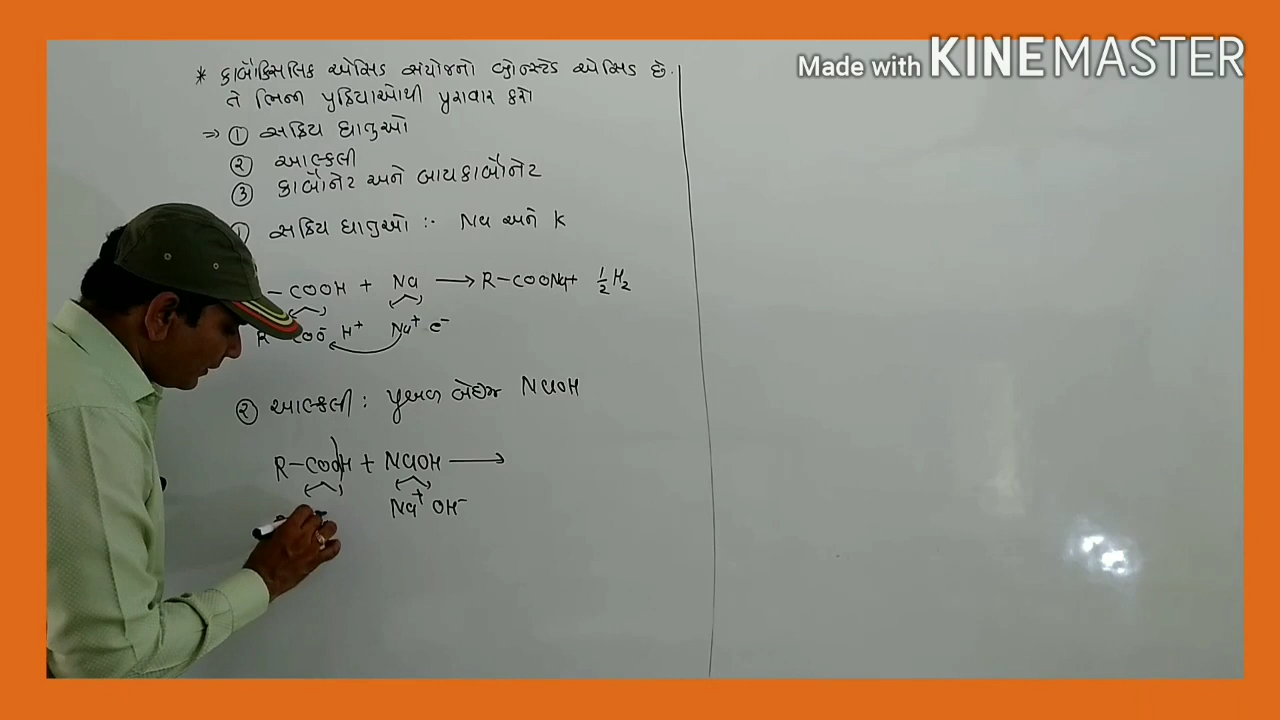 Made with KINEMASTER
* કાર્બોક્સિલિક એસિડ સંયોજનો બ્રોન્સ્ટેડ એસિડ છે.
તે ભિન્ન પ્રક્રિયાઓથી પુરવાર કરો
⇒ ① સક્રિય ધાતુઓ
② આલ્કલી
③ કાર્બોનેટ અને બાયકાર્બોનેટ
① સક્રિય ધાતુઓ :- Na અને K
-COOH + Na ⟶ R-COONa + ½H₂
R COO⁻ H⁺ Na⁺ e⁻
② આલ્કલી : પ્રબળ બેઇઝ NaOH
R-COOH + NaOH ⟶
Na⁺ OH⁻